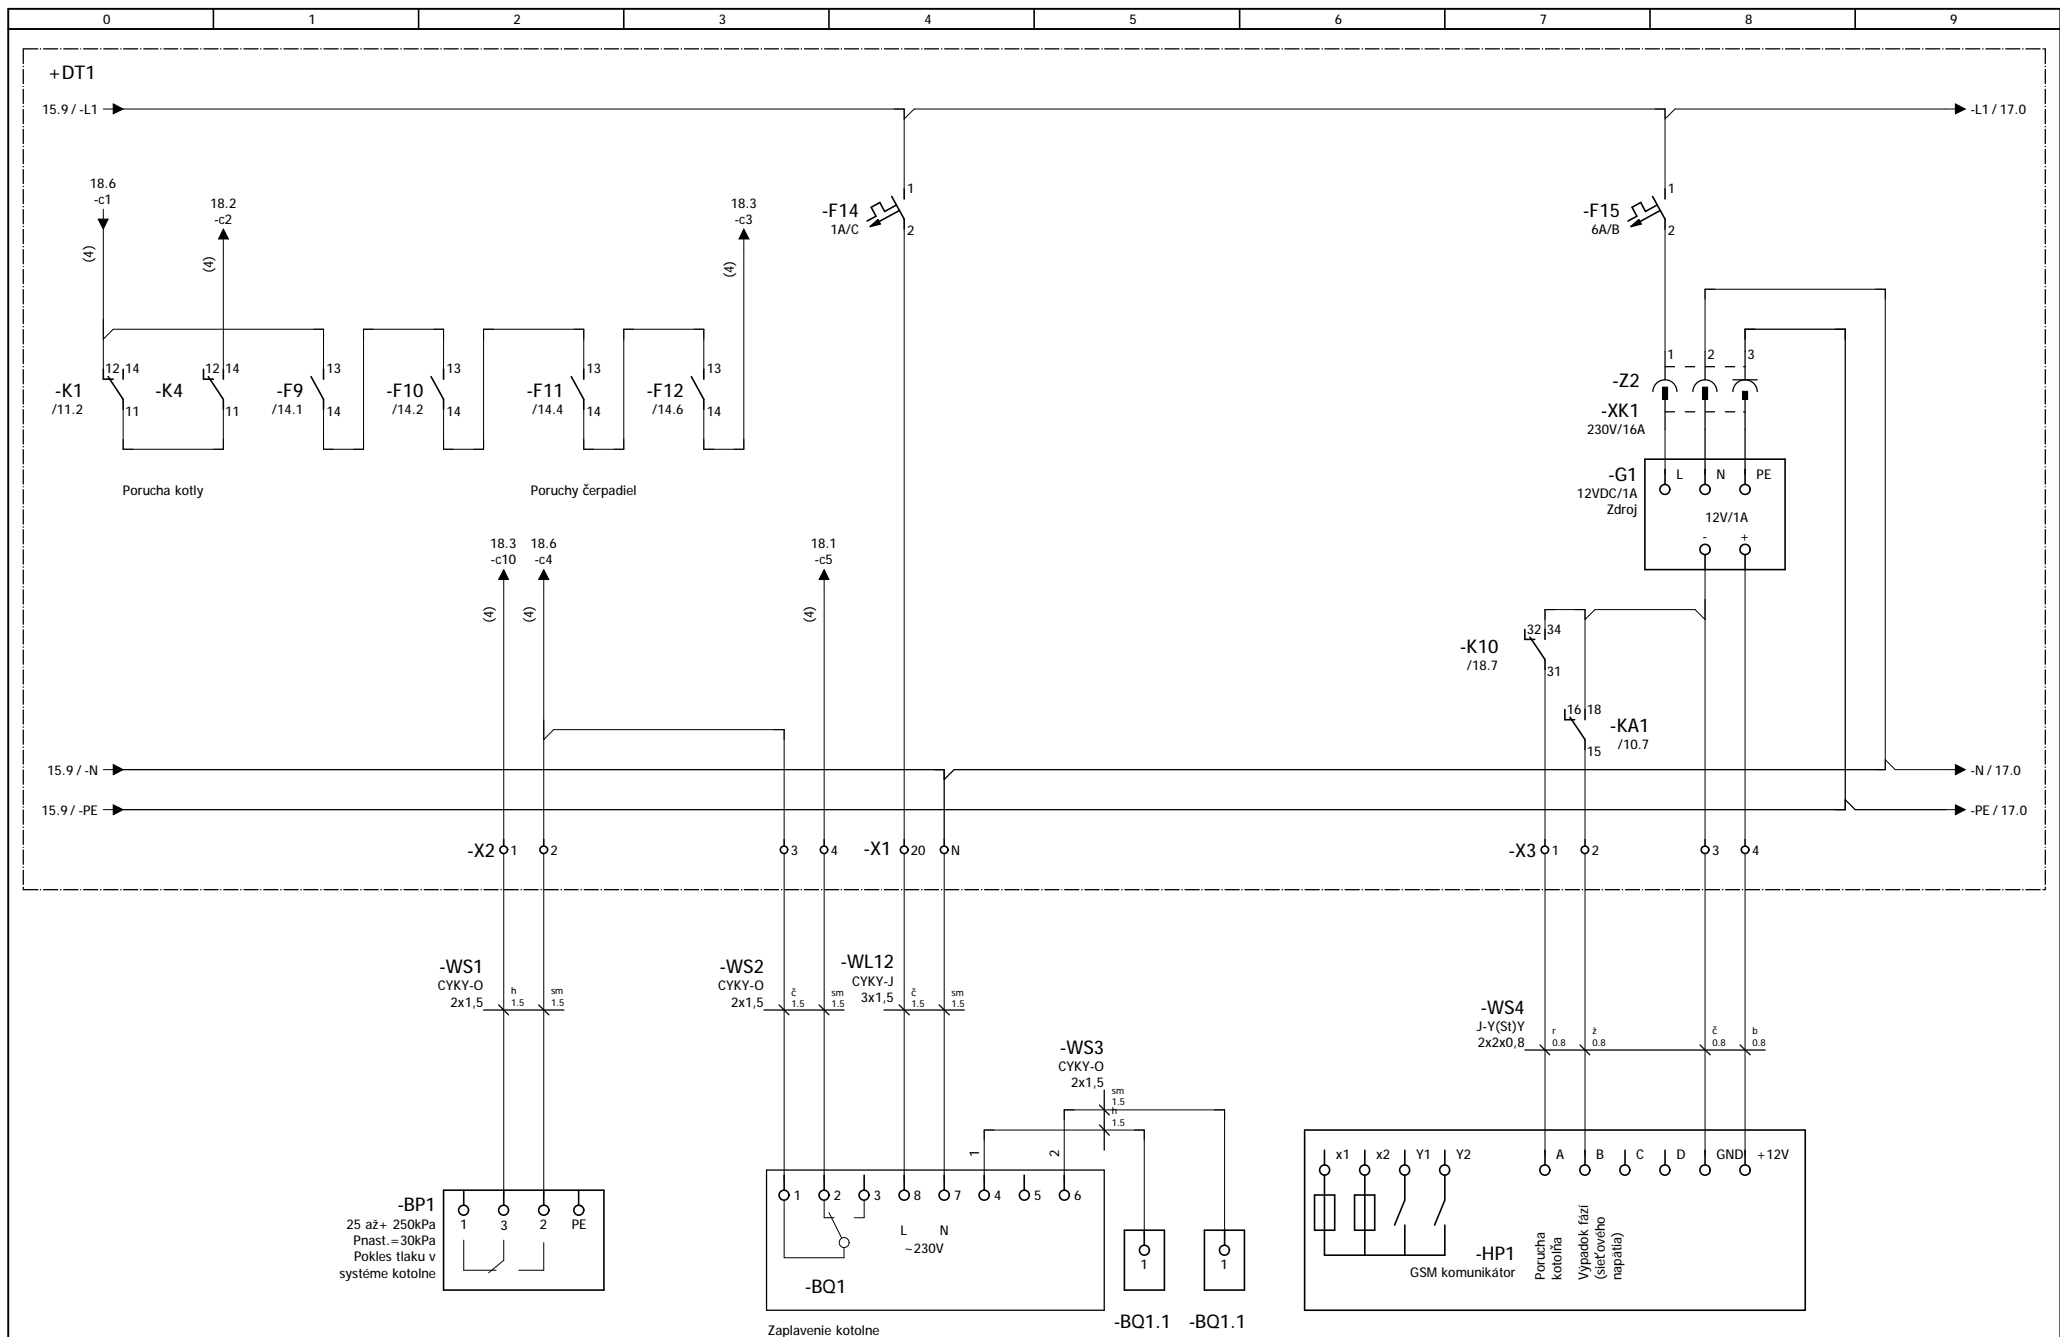 0 1 2 3 4 5 6 7 8 9
+DT1
15.9 / -L1
-L1 / 17.0
18.6
-c1
(4)
18.2
-c2
(4)
18.3
-c3
(4)
-F14
1A/C
1
2
-F15
6A/B
1
2
-K1
/11.2
12 14
11
-K4
12 14
11
-F9
/14.1
13
14
-F10
/14.2
13
14
-F11
/14.4
13
14
-F12
/14.6
13
14
Porucha kotly
Poruchy čerpadiel
1 2 3
-Z2
-XK1
230V/16A
-G1
12VDC/1A
Zdroj
L N PE
12V/1A
- +
18.3
-c10
(4)
18.6
-c4
(4)
18.1
-c5
(4)
-K10
/18.7
32 34
31
16 18
-KA1
/10.7
15
15.9 / -N
-N / 17.0
15.9 / -PE
-PE / 17.0
-X2 1 2 3 4
-X1 20 N
-X3 1 2 3 4
-WS1
CYKY-O
2x1,5
h
1.5
sm
1.5
-WS2
CYKY-O
2x1,5
č
1.5
sm
1.5
-WL12
CYKY-J
3x1,5
č
1.5
sm
1.5
-WS3
CYKY-O
2x1,5
sm
1.5
h
1.5
-WS4
J-Y(St)Y
2x2x0,8
r
0.8
ž
0.8
č
0.8
b
0.8
1 2
-BP1
25 až+ 250kPa
Pnast.=30kPa
Pokles tlaku v
systéme kotolne
1 3 2 PE
1 2 3 8 7 4 5 6
L N
~230V
-BQ1
Zaplavenie kotolne
1
-BQ1.1
1
-BQ1.1
x1 x2 Y1 Y2 A B C D GND +12V
-HP1
GSM komunikátor
Porucha
kotolňa
Výpadok fází
(sieťového
napätia)